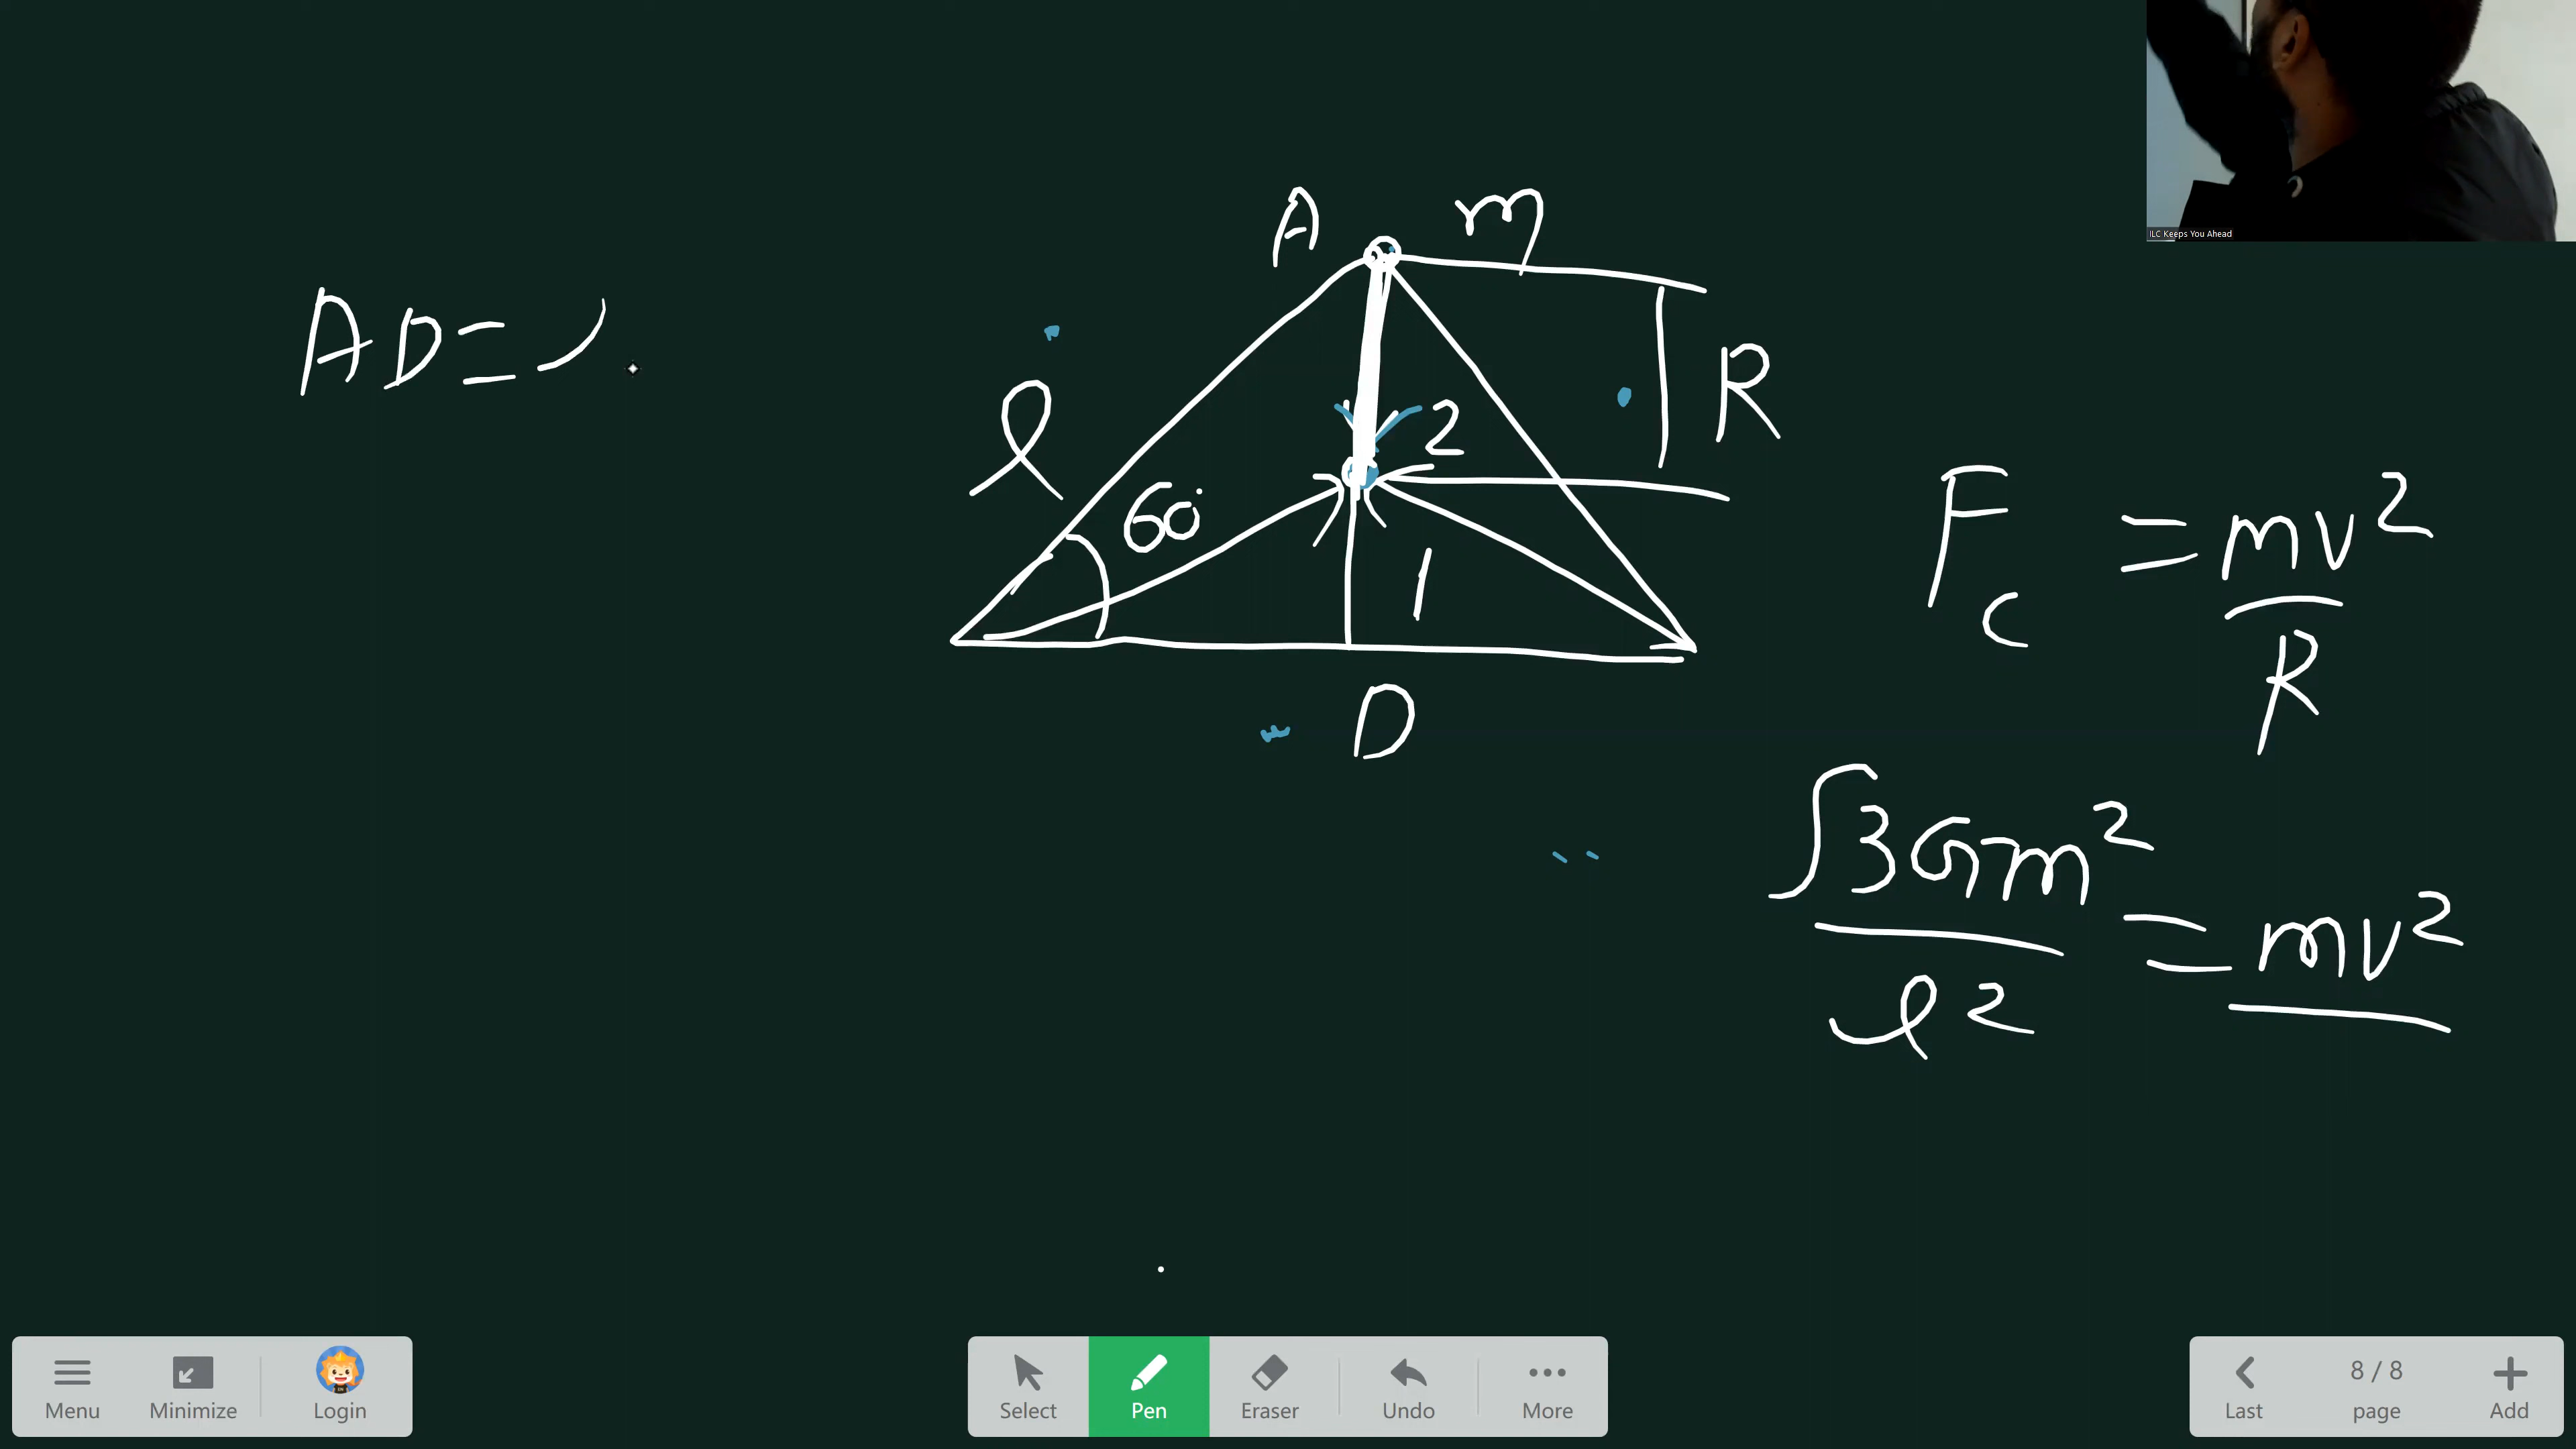 ILC Keeps You Ahead
A
m
AD =
l
R
2
60°
1
D
F_c = mv²/R
√3Gm²/l² = mv²
Menu
Minimize
Login
Select
Pen
Eraser
Undo
More
Last
8 / 8
page
Add